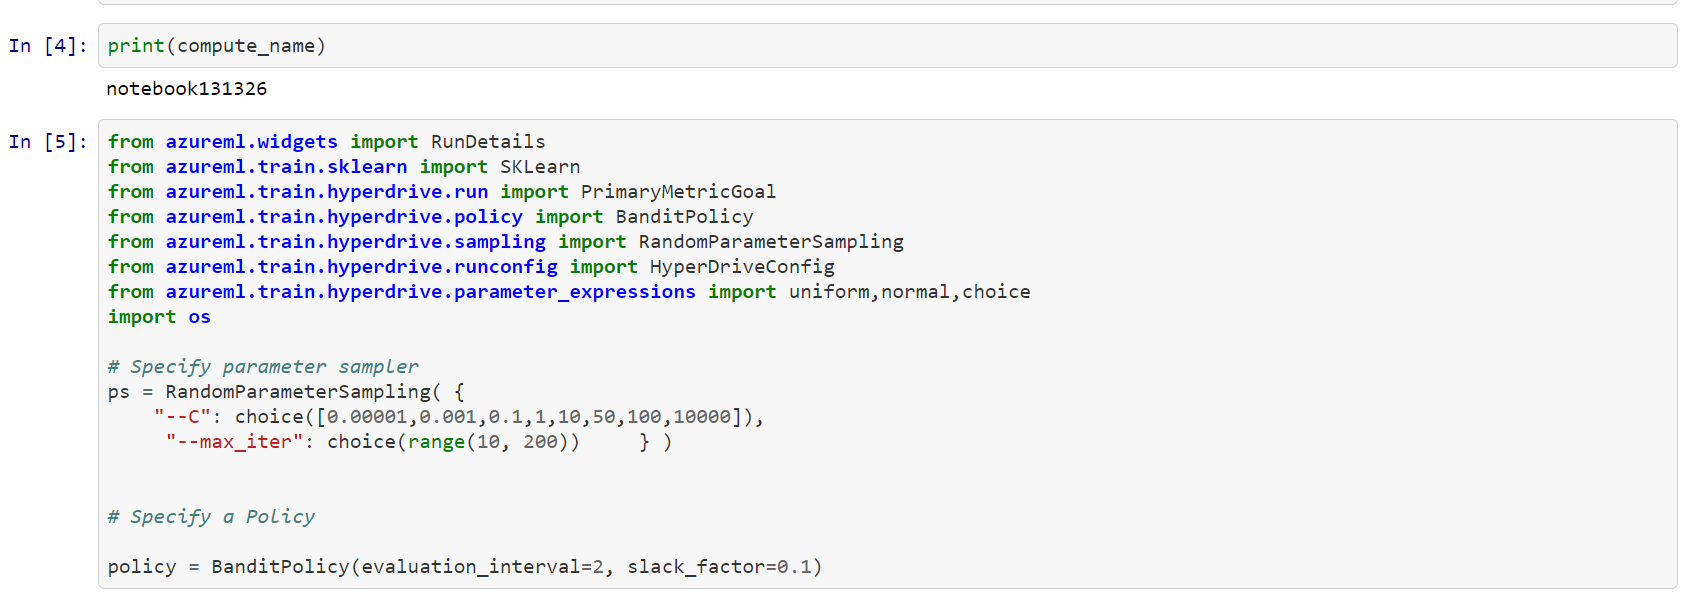 In [4]: print(compute_name)
notebook131326
In [5]: from azureml.widgets import RunDetails
from azureml.train.sklearn import SKLearn
from azureml.train.hyperdrive.run import PrimaryMetricGoal
from azureml.train.hyperdrive.policy import BanditPolicy
from azureml.train.hyperdrive.sampling import RandomParameterSampling
from azureml.train.hyperdrive.runconfig import HyperDriveConfig
from azureml.train.hyperdrive.parameter_expressions import uniform,normal,choice
import os
# Specify parameter sampler
ps = RandomParameterSampling( {
    "--C": choice([0.00001,0.001,0.1,1,10,50,100,10000]),
     "--max_iter": choice(range(10, 200))     } )
# Specify a Policy
policy = BanditPolicy(evaluation_interval=2, slack_factor=0.1)